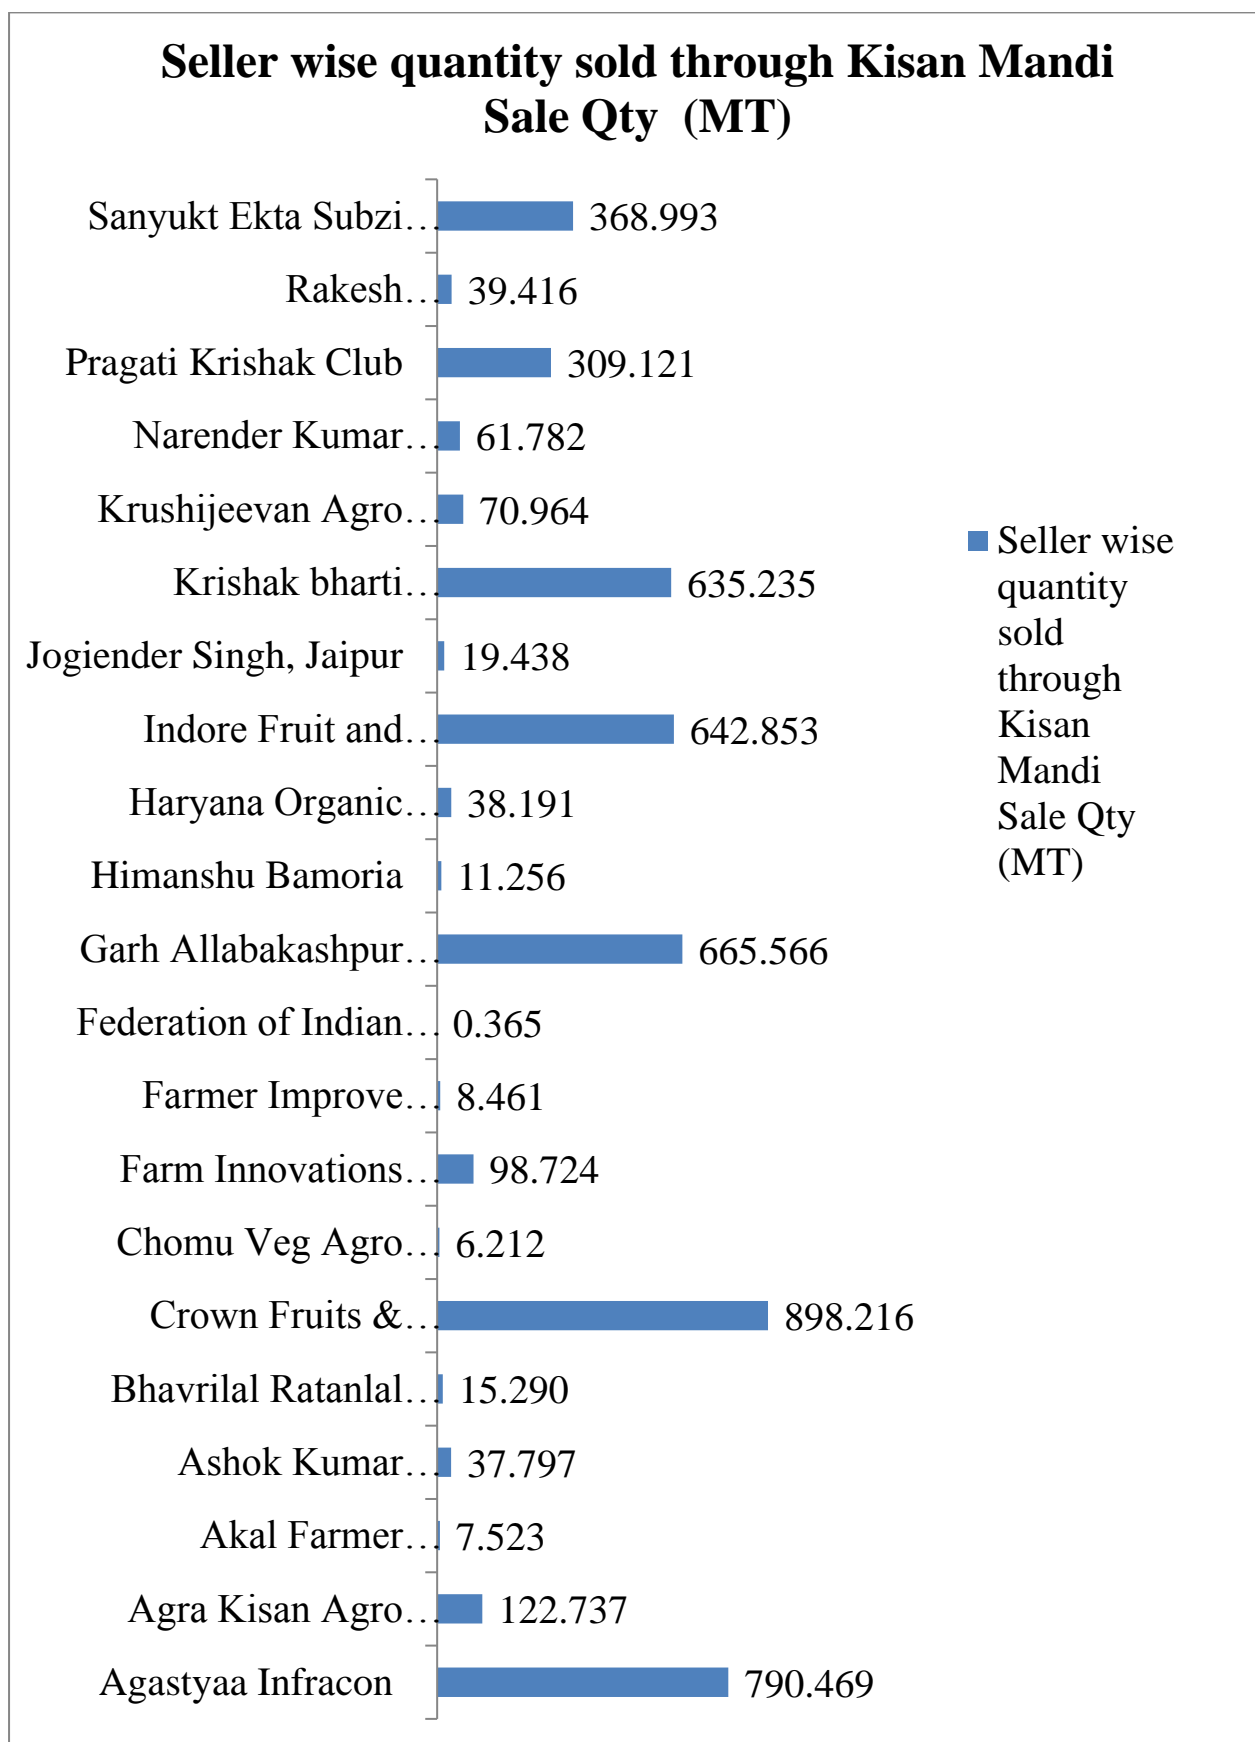 Seller wise quantity sold through Kisan Mandi
Sale Qty (MT)
Sanyukt Ekta Subzi… 368.993
Rakesh… 39.416
Pragati Krishak Club 309.121
Narender Kumar… 61.782
Krushijeevan Agro… 70.964
Krishak bharti… 635.235
Jogiender Singh, Jaipur 19.438
Indore Fruit and… 642.853
Haryana Organic… 38.191
Himanshu Bamoria 11.256
Garh Allabakashpur… 665.566
Federation of Indian… 0.365
Farmer Improve… 8.461
Farm Innovations… 98.724
Chomu Veg Agro… 6.212
Crown Fruits &… 898.216
Bhavrilal Ratanlal… 15.290
Ashok Kumar… 37.797
Akal Farmer… 7.523
Agra Kisan Agro… 122.737
Agastyaa Infracon 790.469
Seller wise
quantity
sold
through
Kisan
Mandi
Sale Qty
(MT)